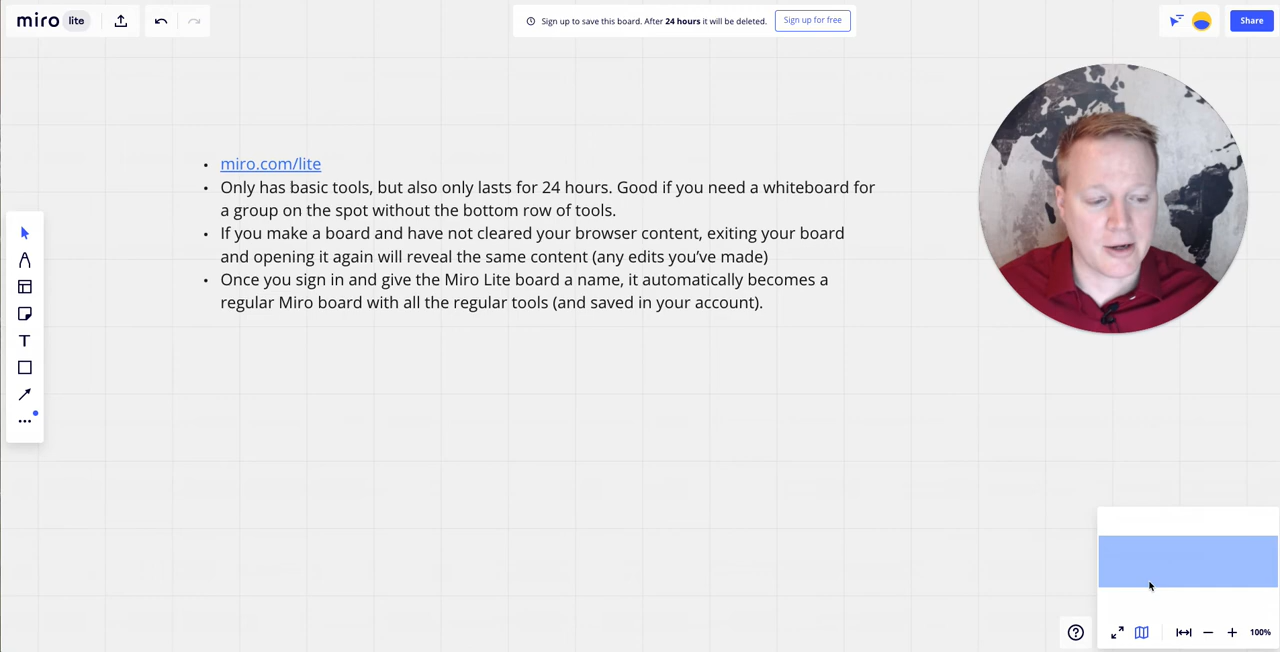 miro lite
Sign up to save this board. After 24 hours it will be deleted.
Sign up for free
Share
• miro.com/lite
• Only has basic tools, but also only lasts for 24 hours. Good if you need a whiteboard for
a group on the spot without the bottom row of tools.
• If you make a board and have not cleared your browser content, exiting your board
and opening it again will reveal the same content (any edits you’ve made)
• Once you sign in and give the Miro Lite board a name, it automatically becomes a
regular Miro board with all the regular tools (and saved in your account).
T
100%